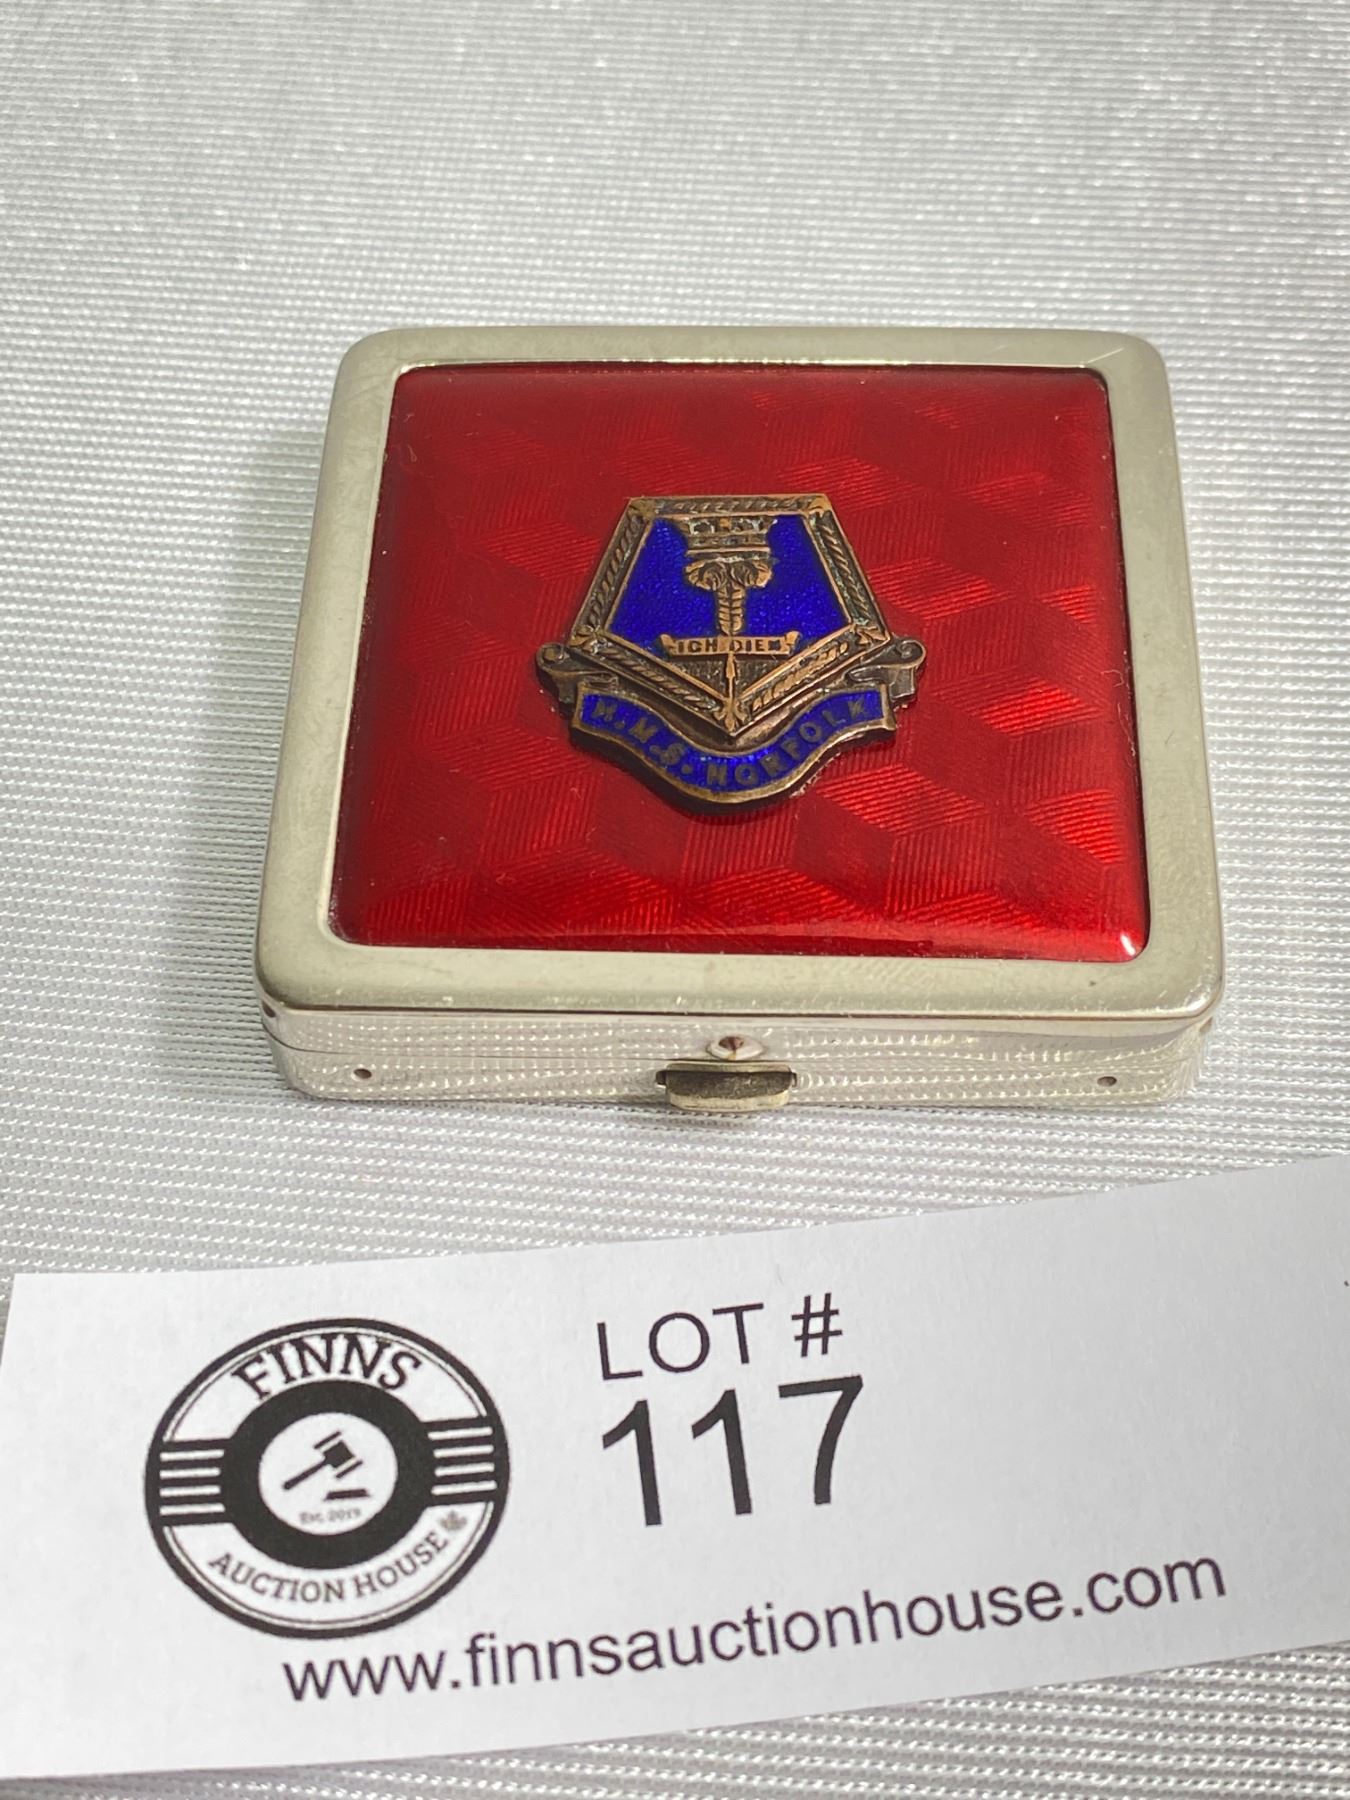 ICH DIEN
H.M.S. NORFOLK
FINNS
Est. 2019
AUCTION HOUSE
LOT #
117
www.finnsauctionhouse.com